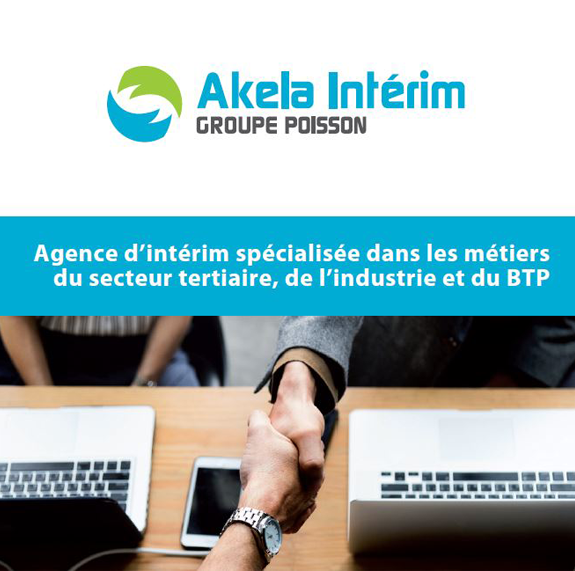 Akela Intérim
GROUPE POISSON
Agence d’intérim spécialisée dans les métiers
du secteur tertiaire, de l’industrie et du BTP